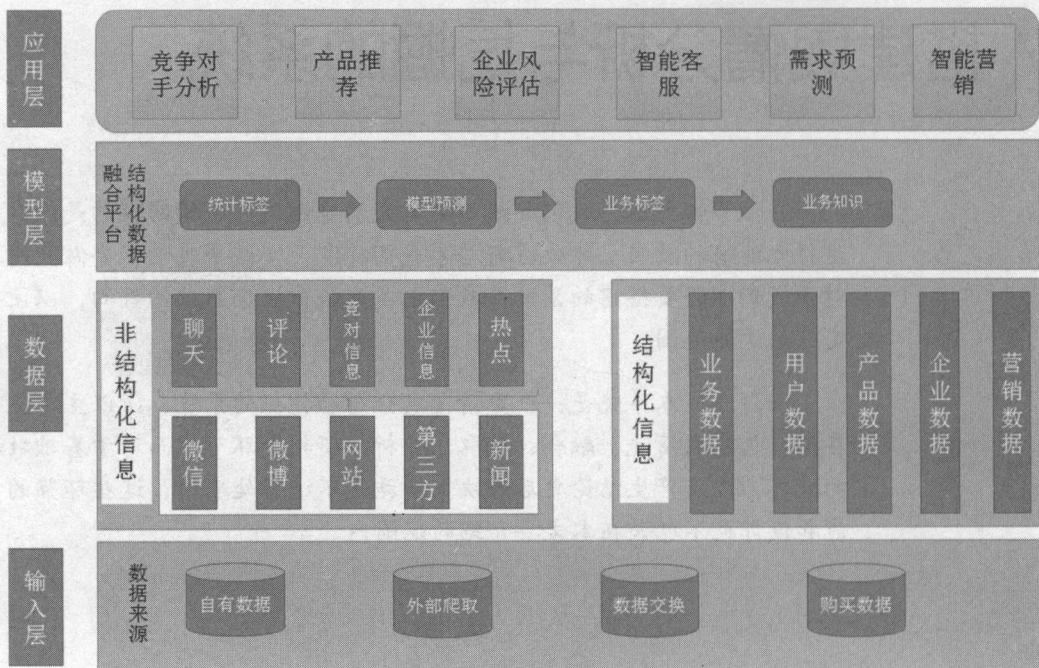 应用层
竞争对
手分析
产品推
荐
企业风
险评估
智能客
服
需求预
测
智能营
销
模型层
结构化数据
融合平台
统计标签
模型预测
业务标签
业务知识
数据层
非结构化信息
聊天
评论
竞对信息
企业信息
热点
微信
微博
网站
第三方
新闻
结构化信息
业务数据
用户数据
产品数据
企业数据
营销数据
输入层
数据来源
自有数据
外部爬取
数据交换
购买数据